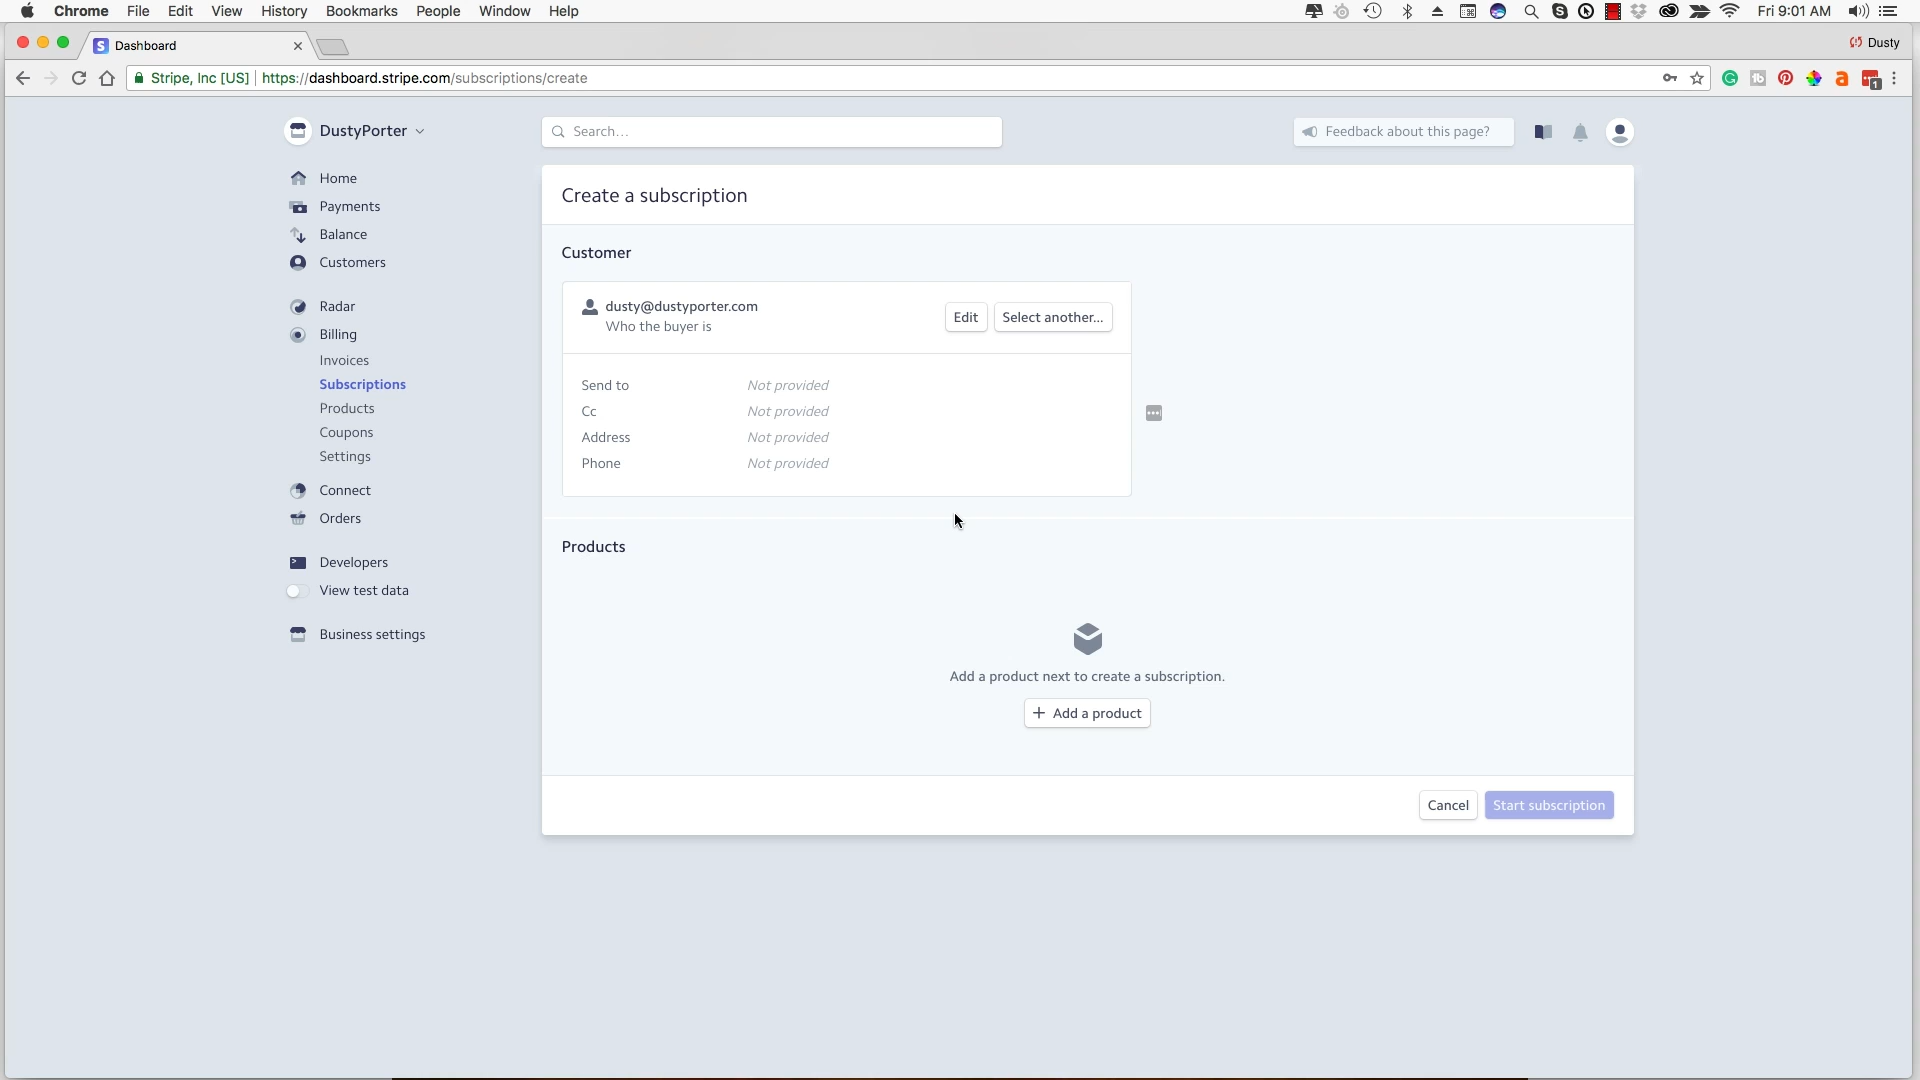 Chrome File Edit View History Bookmarks People Window Help Fri 9:01 AM
Dashboard Dusty
Stripe, Inc [US] https://dashboard.stripe.com/subscriptions/create
DustyPorter
Search...
Feedback about this page?
Home
Payments
Balance
Customers
Radar
Billing
Invoices
Subscriptions
Products
Coupons
Settings
Connect
Orders
Developers
View test data
Business settings
Create a subscription
Customer
dusty@dustyporter.com
Who the buyer is
Edit Select another...
Send to Not provided
Cc Not provided
Address Not provided
Phone Not provided
Products
Add a product next to create a subscription.
+ Add a product
Cancel Start subscription